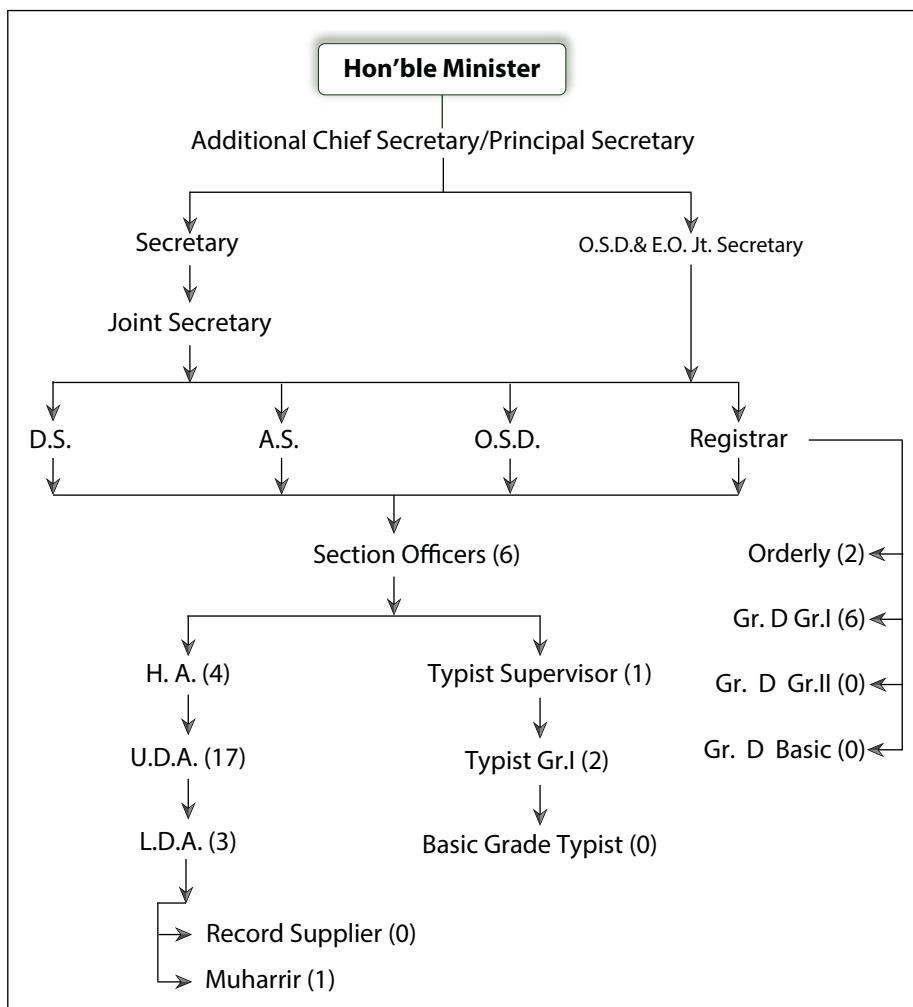 Hon'ble Minister
Additional Chief Secretary/Principal Secretary
Secretary
O.S.D.& E.O. Jt. Secretary
Joint Secretary
D.S.
A.S.
O.S.D.
Registrar
Section Officers (6)
Orderly (2)
Gr. D Gr.I (6)
Gr. D Gr.II (0)
Gr. D Basic (0)
H. A. (4)
Typist Supervisor (1)
U.D.A. (17)
Typist Gr.I (2)
L.D.A. (3)
Basic Grade Typist (0)
Record Supplier (0)
Muharrir (1)